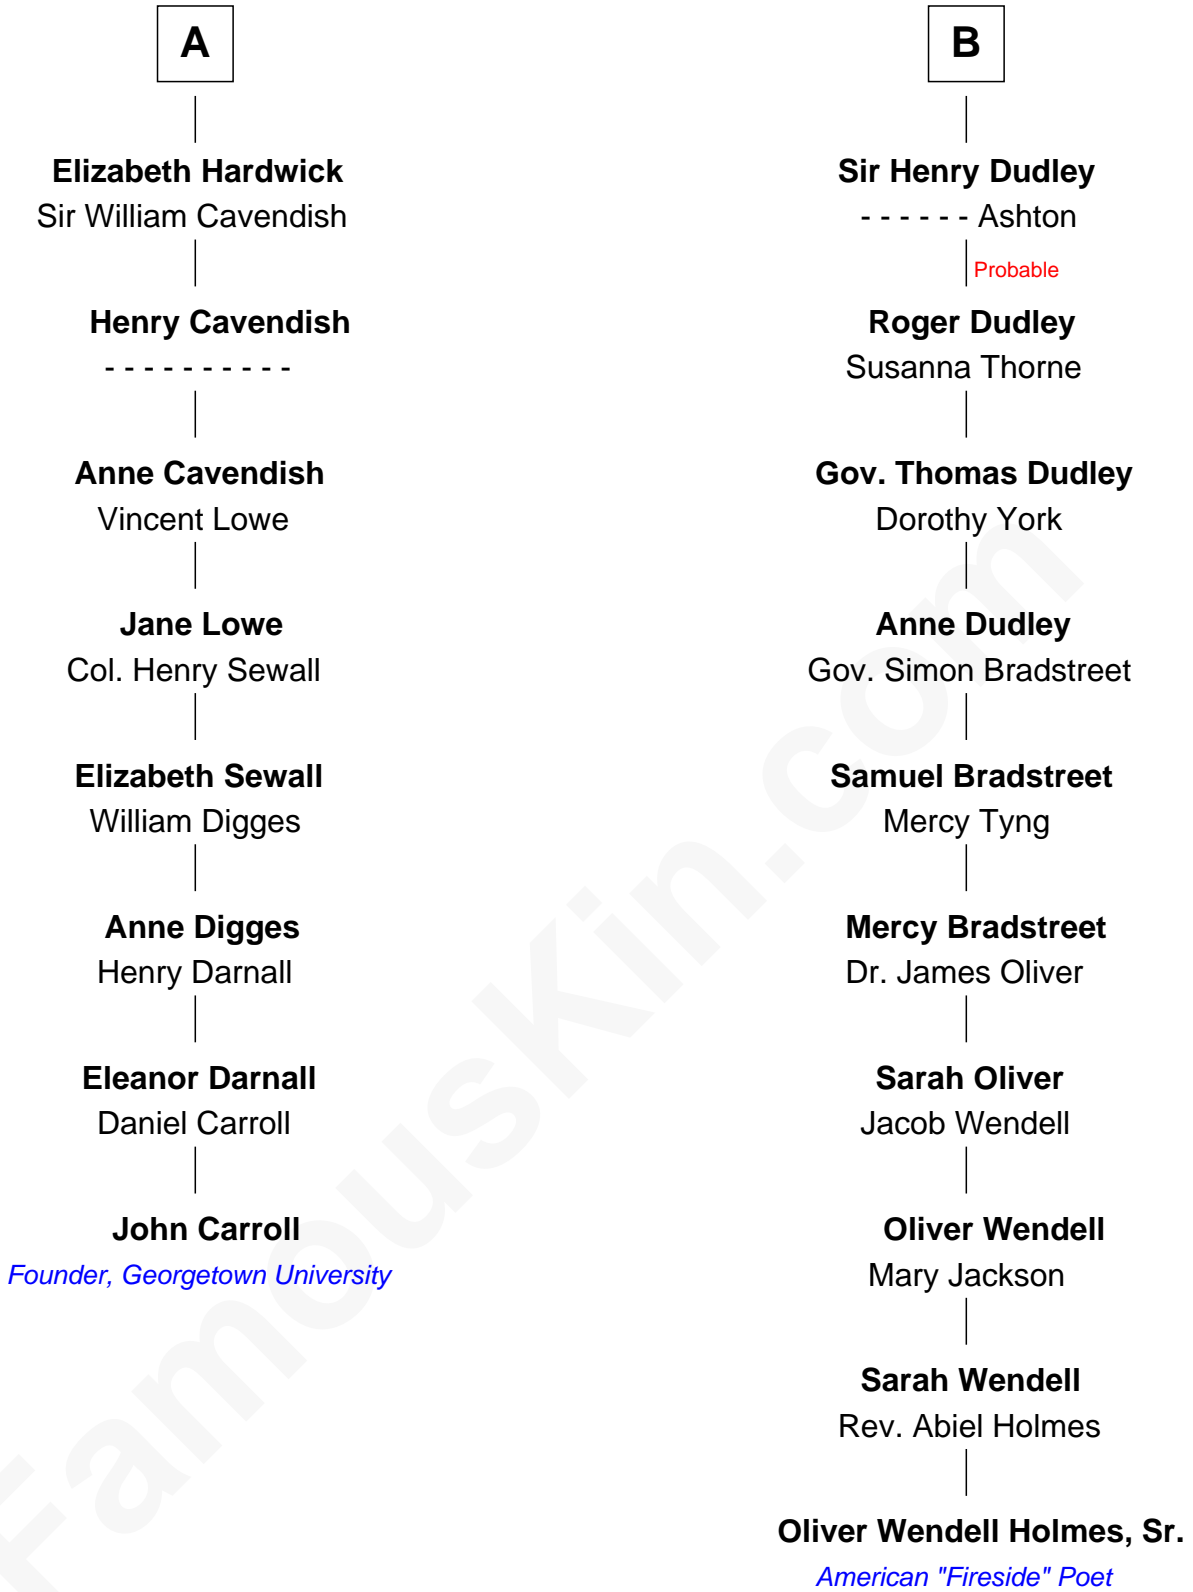 A
Elizabeth Hardwick
Sir William Cavendish
Henry Cavendish
- - - - - - - - - -
Anne Cavendish
Vincent Lowe
Jane Lowe
Col. Henry Sewall
Elizabeth Sewall
William Digges
Anne Digges
Henry Darnall
Eleanor Darnall
Daniel Carroll
John Carroll
Founder, Georgetown University
B
Sir Henry Dudley
- - - - - - Ashton
Probable
Roger Dudley
Susanna Thorne
Gov. Thomas Dudley
Dorothy York
Anne Dudley
Gov. Simon Bradstreet
Samuel Bradstreet
Mercy Tyng
Mercy Bradstreet
Dr. James Oliver
Sarah Oliver
Jacob Wendell
Oliver Wendell
Mary Jackson
Sarah Wendell
Rev. Abiel Holmes
Oliver Wendell Holmes, Sr.
American "Fireside" Poet
FamousKin.com